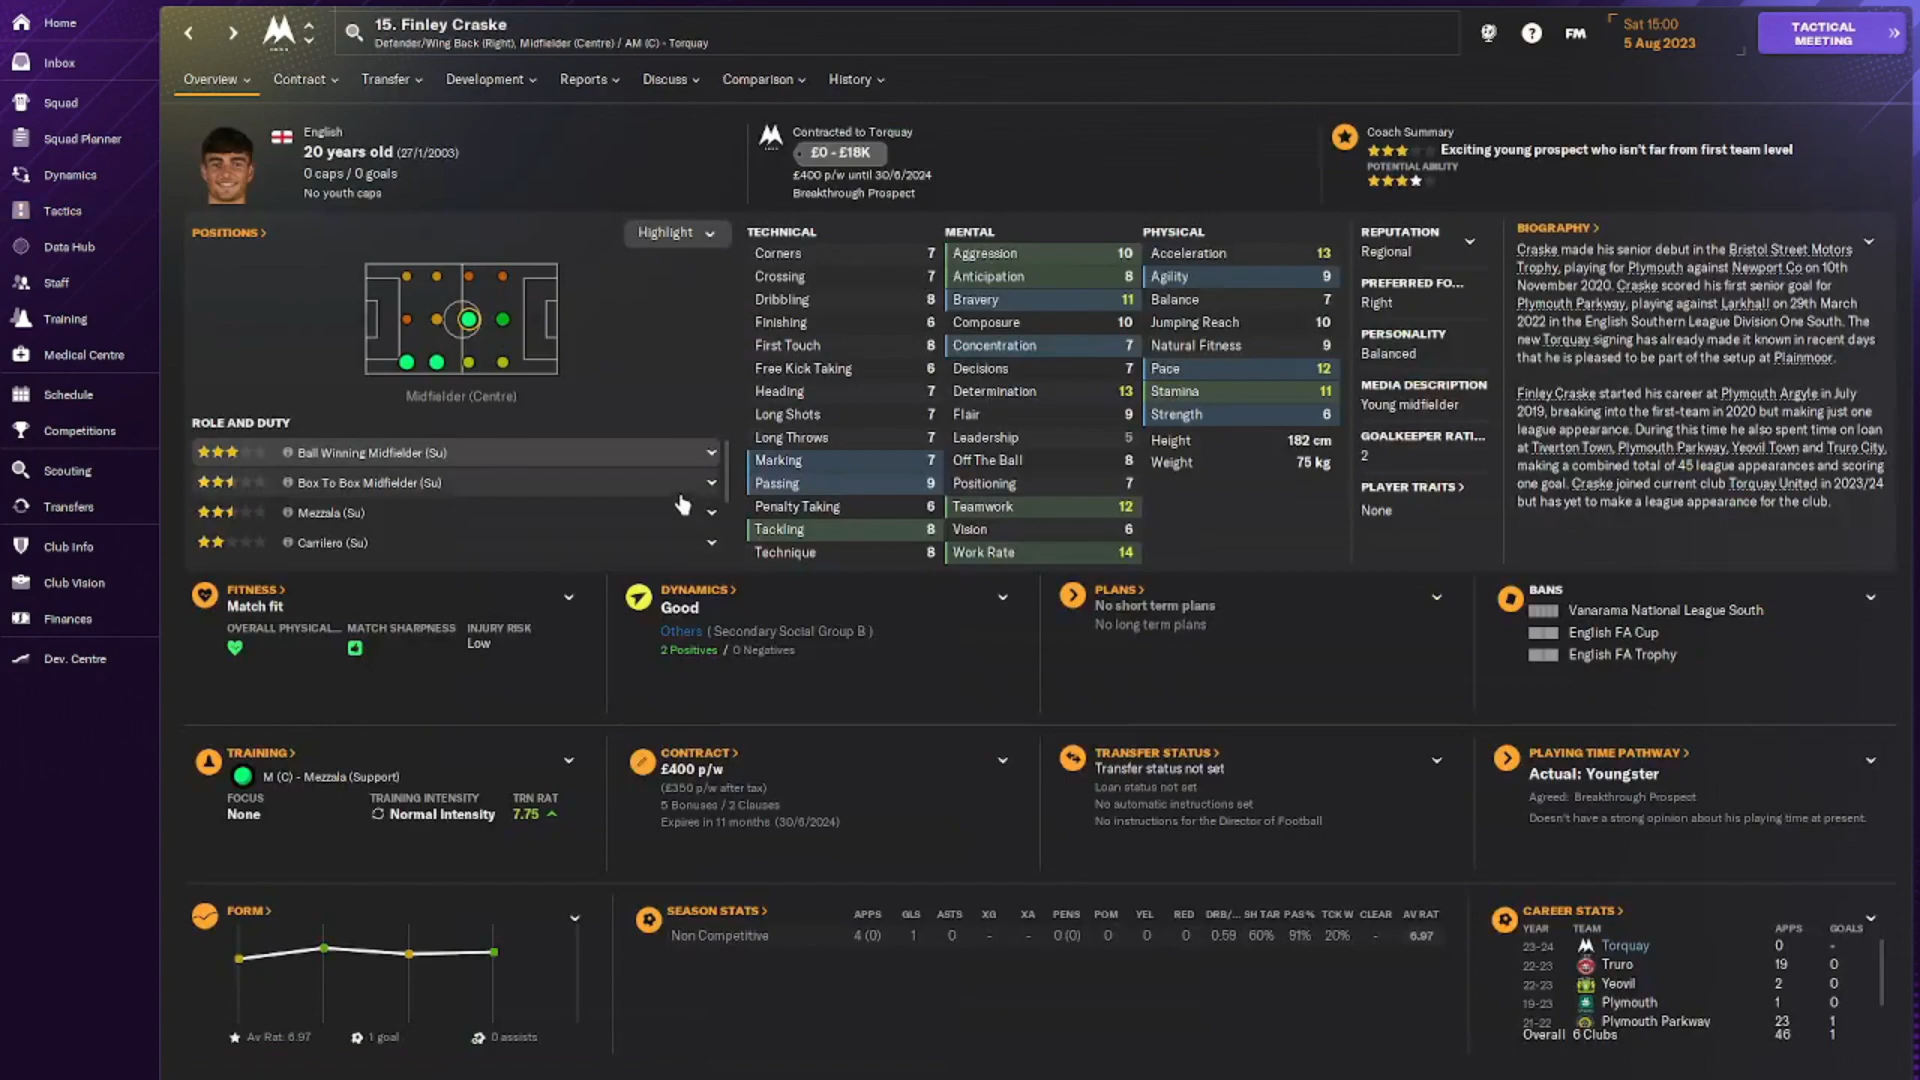 Home
Inbox
Squad
Squad Planner
Dynamics
Tactics
Data Hub
Staff
Training
Medical Centre
Schedule
Competitions
Scouting
Transfers
Club Info
Club Vision
Finances
Dev. Centre
15. Finley Craske
Defender/Wing Back (Right), Midfielder (Centre) / AM (C) - Torquay
FM
Sat 15:00
5 Aug 2023
TACTICAL MEETING
Overview
Contract
Transfer
Development
Reports
Discuss
Comparison
History
English
20 years old (27/1/2003)
0 caps / 0 goals
No youth caps
Contracted to Torquay
£0 - £18K
£400 p/w until 30/6/2024
Breakthrough Prospect
Coach Summary
Exciting young prospect who isn't far from first team level
POTENTIAL ABILITY
POSITIONS >
Highlight
Midfielder (Centre)
ROLE AND DUTY
Ball Winning Midfielder (Su)
Box To Box Midfielder (Su)
Mezzala (Su)
Carrilero (Su)
TECHNICAL
Corners 7
Crossing 7
Dribbling 8
Finishing 6
First Touch 8
Free Kick Taking 6
Heading 7
Long Shots 7
Long Throws 7
Marking 7
Passing 9
Penalty Taking 6
Tackling 8
Technique 8
MENTAL
Aggression 10
Anticipation 8
Bravery 11
Composure 10
Concentration 7
Decisions 7
Determination 13
Flair 9
Leadership 5
Off The Ball 8
Positioning 7
Teamwork 12
Vision 6
Work Rate 14
PHYSICAL
Acceleration 13
Agility 9
Balance 7
Jumping Reach 10
Natural Fitness 9
Pace 12
Stamina 11
Strength 6
Height 182 cm
Weight 75 kg
REPUTATION
Regional
PREFERRED FO...
Right
PERSONALITY
Balanced
MEDIA DESCRIPTION
Young midfielder
GOALKEEPER RATI...
2
PLAYER TRAITS >
None
BIOGRAPHY >
Craske made his senior debut in the Bristol Street Motors
Trophy, playing for Plymouth against Newport Co on 10th
November 2020. Craske scored his first senior goal for
Plymouth Parkway, playing against Larkhall on 29th March
2022 in the English Southern League Division One South. The
new Torquay signing has already made it known in recent days
that he is pleased to be part of the setup at Plainmoor.
Finley Craske started his career at Plymouth Argyle in July
2019, breaking into the first-team in 2020 but making just one
league appearance. During this time he also spent time on loan
at Tiverton Town, Plymouth Parkway, Yeovil Town and Truro City,
making a combined total of 45 league appearances and scoring
one goal. Craske joined current club Torquay United in 2023/24
but has yet to make a league appearance for the club.
FITNESS >
Match fit
OVERALL PHYSICAL... MATCH SHARPNESS INJURY RISK
Low
DYNAMICS >
Good
Others ( Secondary Social Group B )
2 Positives / 0 Negatives
PLANS >
No short term plans
No long term plans
BANS
Vanarama National League South
English FA Cup
English FA Trophy
TRAINING >
M (C) - Mezzala (Support)
FOCUS TRAINING INTENSITY TRN RAT
None Normal Intensity 7.75
CONTRACT >
£400 p/w
(£350 p/w after tax)
5 Bonuses / 2 Clauses
Expires in 11 months (30/6/2024)
TRANSFER STATUS >
Transfer status not set
Loan status not set
No automatic instructions set
No instructions for the Director of Football
PLAYING TIME PATHWAY >
Actual: Youngster
Agreed: Breakthrough Prospect
Doesn't have a strong opinion about his playing time at present.
FORM >
Av Rat: 6.97 1 goal 0 assists
SEASON STATS > APPS GLS ASTS XG XA PENS POM YEL RED DRB/... SH TAR PAS% TCK W CLEAR AV RAT
Non Competitive 4 (0) 1 0 - - 0 (0) 0 0 0 0.59 60% 91% 20% - 6.97
CAREER STATS >
YEAR TEAM APPS GOALS
23-24 Torquay 0 -
22-23 Truro 19 0
22-23 Yeovil 2 0
19-23 Plymouth 1 0
21-22 Plymouth Parkway 23 1
Overall 6 Clubs 46 1